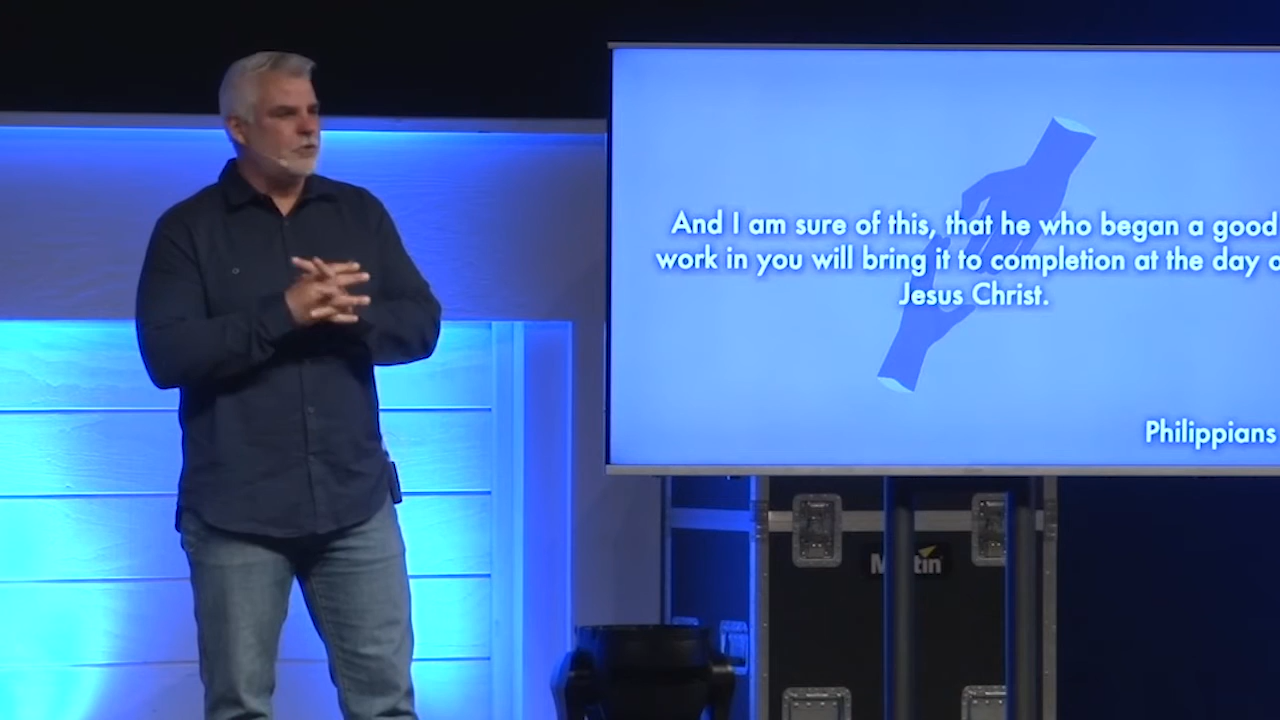 And I am sure of this, that he who began a good
work in you will bring it to completion at the day
Jesus Christ.
Philippians
Martin